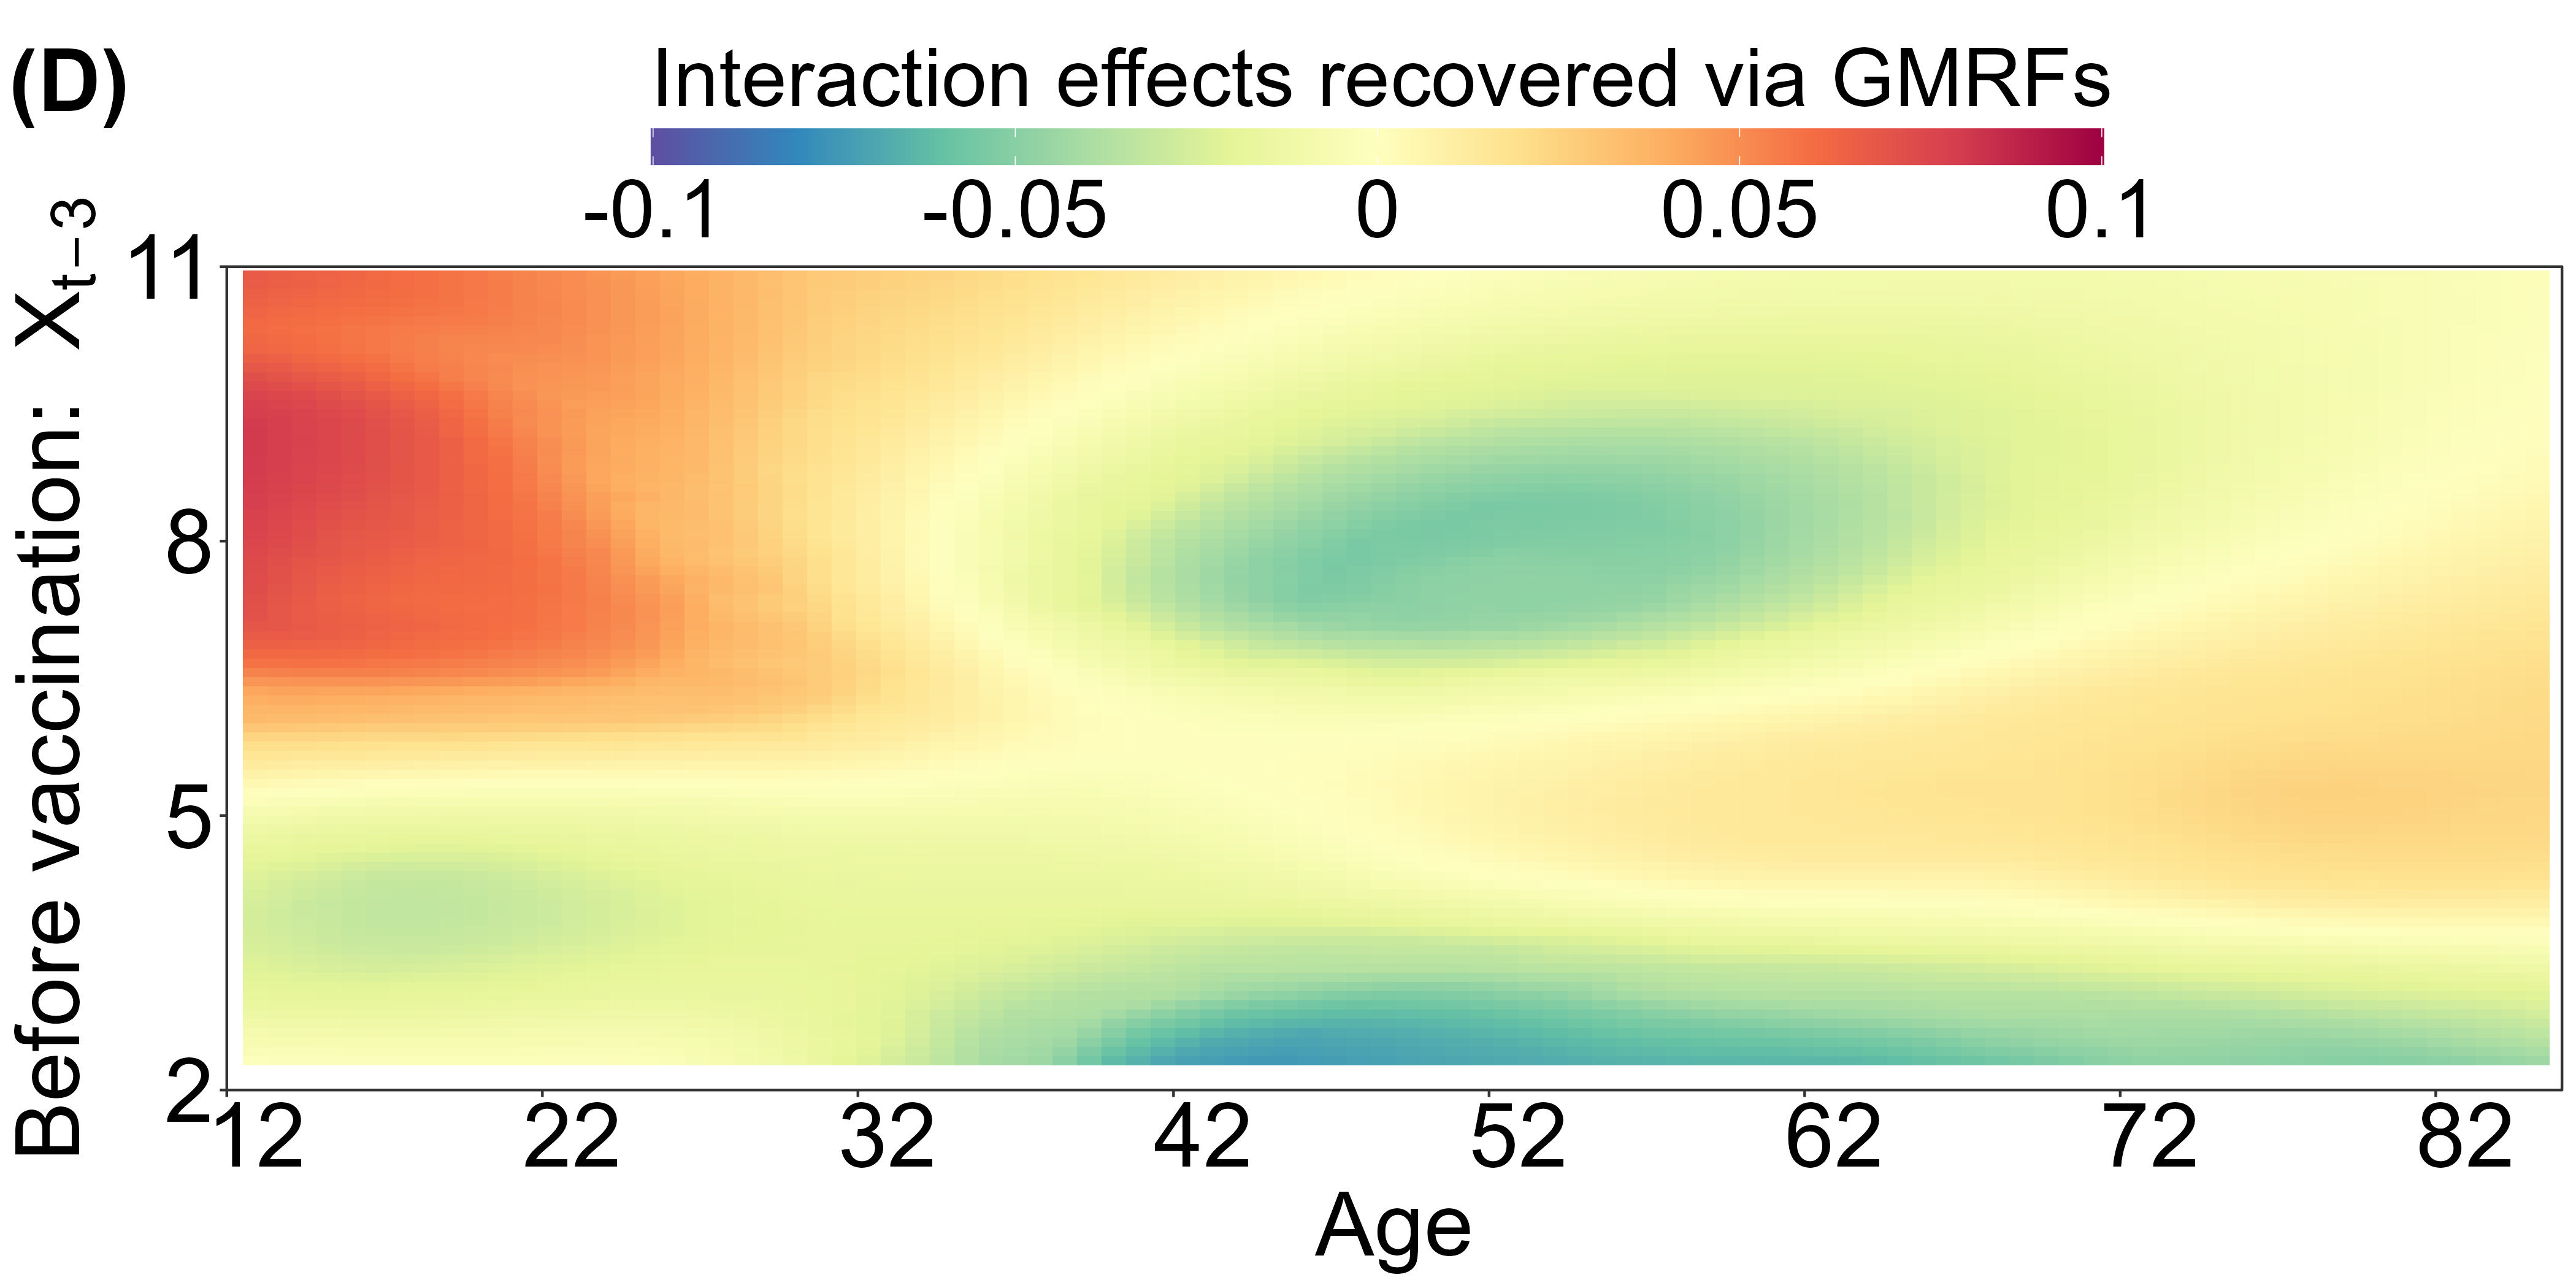 (D)
Interaction effects recovered via GMRFs
-0.1 -0.05 0 0.05 0.1
Before vaccination: Xt−3
11
8
5
2
12 22 32 42 52 62 72 82
Age